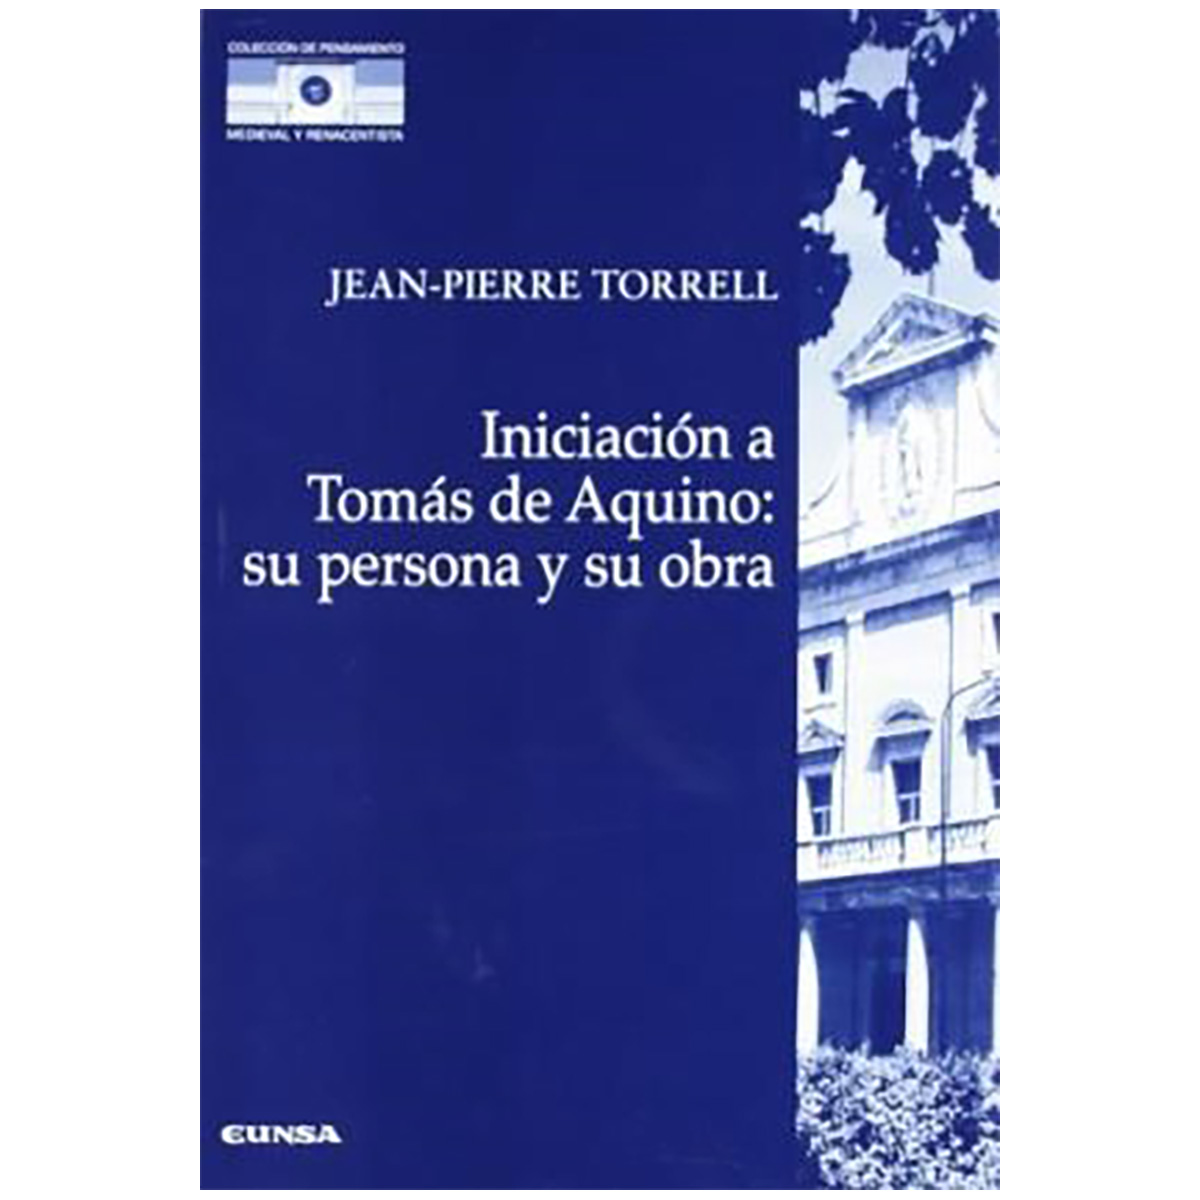 COLECCIÓN DE PENSAMIENTO
MEDIEVAL Y RENACENTISTA
JEAN-PIERRE TORRELL
Iniciación a
Tomás de Aquino:
su persona y su obra
EUNSA